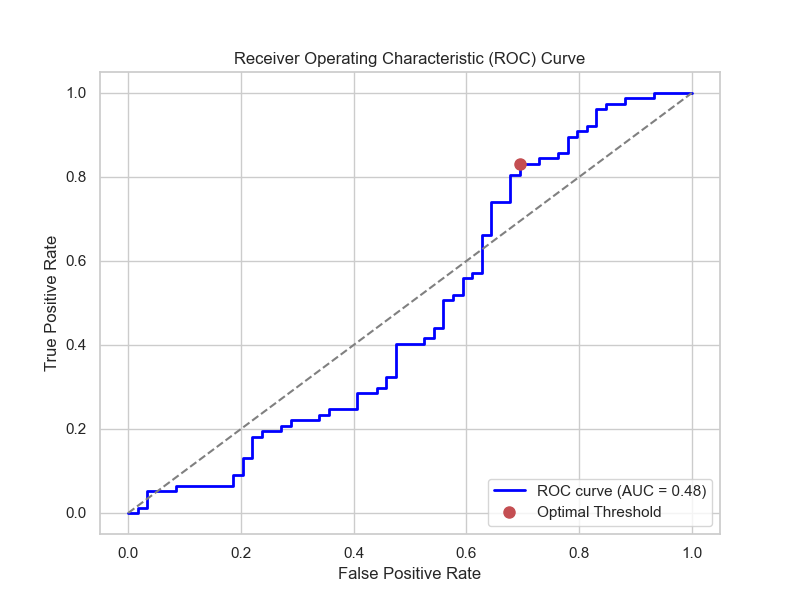 Receiver Operating Characteristic (ROC) Curve
True Positive Rate
1.0
0.8
0.6
0.4
0.2
0.0
0.0 0.2 0.4 0.6 0.8 1.0
False Positive Rate
ROC curve (AUC = 0.48)
Optimal Threshold